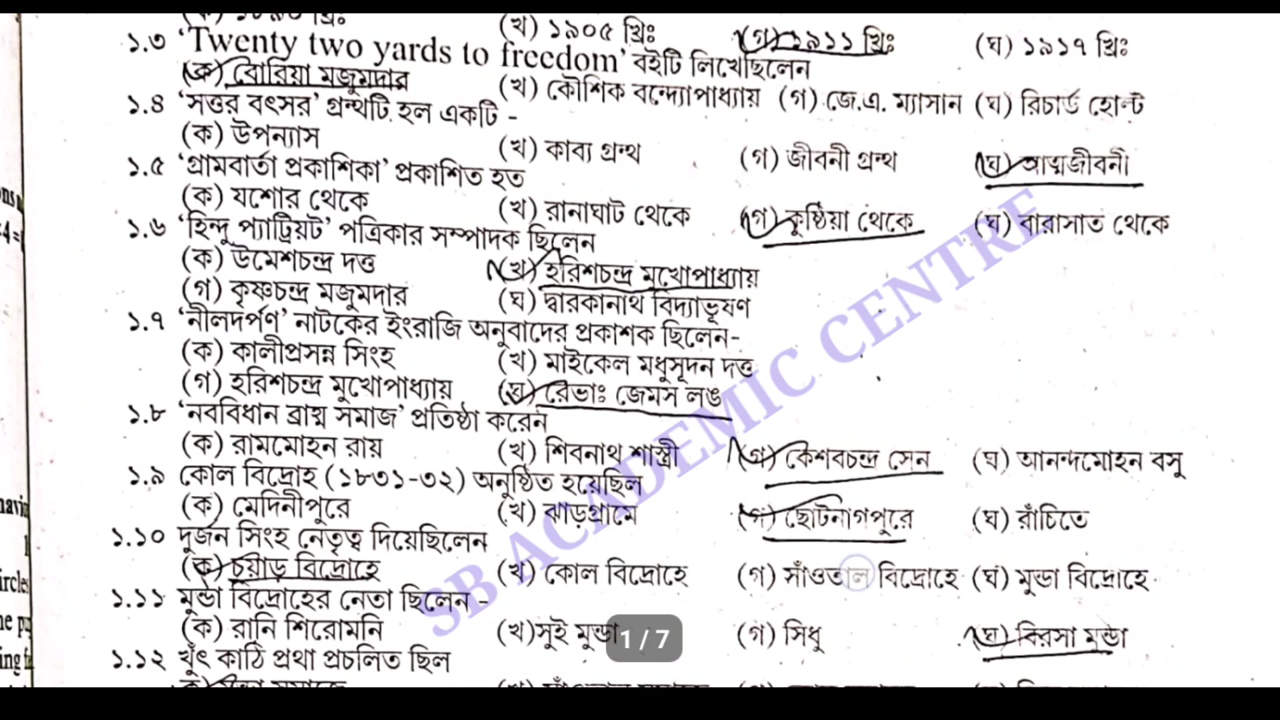 (খ) ১৯০৫ খ্রিঃ (গ) ১৯১১ খ্রিঃ (ঘ) ১৯১৭ খ্রিঃ
১.৩ 'Twenty two yards to freedom' বইটি লিখেছিলেন
(ক) বোরিয়া মজুমদার (খ) কৌশিক বন্দ্যোপাধ্যায় (গ) জে.এ. ম্যাসান (ঘ) রিচার্ড হোল্ট
১.৪ 'সত্তর বৎসর' গ্রন্থটি হল একটি -
(ক) উপন্যাস (খ) কাব্য গ্রন্থ (গ) জীবনী গ্রন্থ (ঘ) আত্মজীবনী
১.৫ 'গ্রামবার্তা প্রকাশিকা' প্রকাশিত হত
(ক) যশোর থেকে (খ) রানাঘাট থেকে (গ) কুষ্ঠিয়া থেকে (ঘ) বারাসাত থেকে
১.৬ 'হিন্দু প্যাট্রিয়ট' পত্রিকার সম্পাদক ছিলেন
(ক) উমেশচন্দ্র দত্ত (খ) হরিশচন্দ্র মুখোপাধ্যায়
(গ) কৃষ্ণচন্দ্র মজুমদার (ঘ) দ্বারকানাথ বিদ্যাভূষণ
১.৭ 'নীলদর্পণ' নাটকের ইংরাজি অনুবাদের প্রকাশক ছিলেন-
(ক) কালীপ্রসন্ন সিংহ (খ) মাইকেল মধুসূদন দত্ত
(গ) হরিশচন্দ্র মুখোপাধ্যায় (ঘ) রেভাঃ জেমস লঙ
১.৮ 'নববিধান ব্রাহ্ম সমাজ' প্রতিষ্ঠা করেন
(ক) রামমোহন রায় (খ) শিবনাথ শাস্ত্রী (গ) কেশবচন্দ্র সেন (ঘ) আনন্দমোহন বসু
১.৯ কোল বিদ্রোহ (১৮৩১-৩২) অনুষ্ঠিত হয়েছিল
(ক) মেদিনীপুরে (খ) ঝাড়গ্রামে (গ) ছোটনাগপুরে (ঘ) রাঁচিতে
১.১০ দুর্জন সিংহ নেতৃত্ব দিয়েছিলেন
(ক) চুয়াড় বিদ্রোহে (খ) কোল বিদ্রোহে (গ) সাঁওতাল বিদ্রোহে (ঘ) মুন্ডা বিদ্রোহে
১.১১ মুন্ডা বিদ্রোহের নেতা ছিলেন -
(ক) রানি শিরোমনি (খ) সুই মুন্ডা (গ) সিধু (ঘ) বিরসা মুন্ডা
১.১২ খুঁৎ কাঠি প্রথা প্রচলিত ছিল
SB ACADEMIC CENTRE
1 / 7